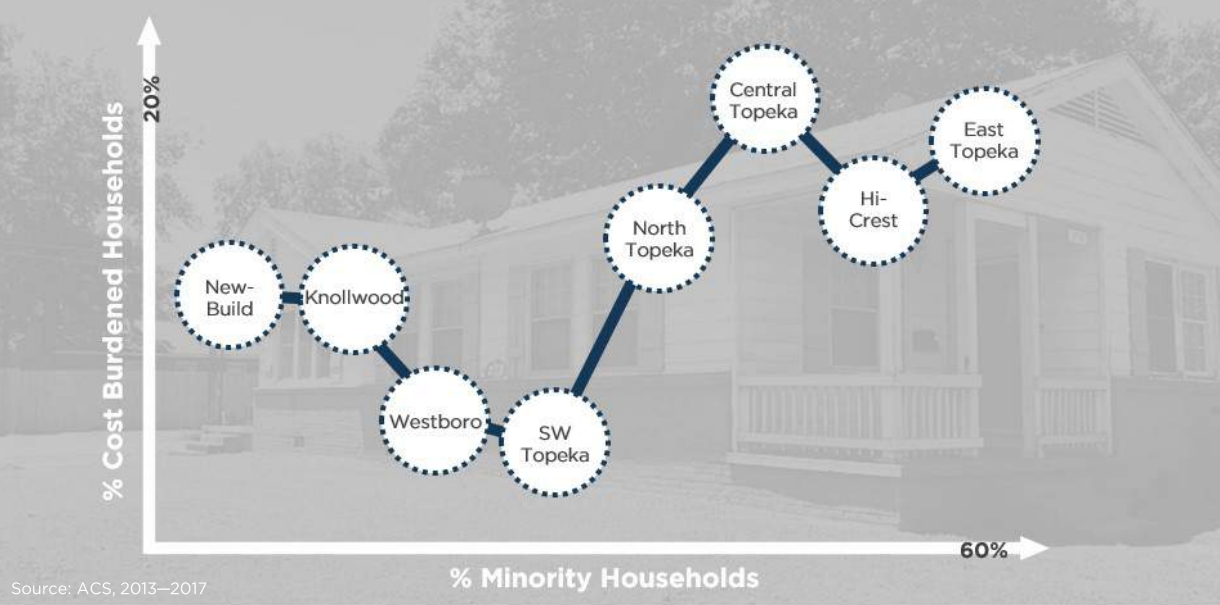 20%
% Cost Burdened Households
New-
Build
Knollwood
Westboro
SW
Topeka
North
Topeka
Central
Topeka
Hi-
Crest
East
Topeka
60%
% Minority Households
Source: ACS, 2013—2017